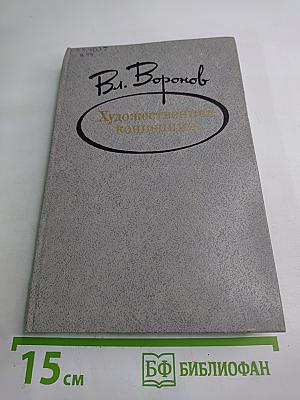 Вл. Воронов
Художественная
концепция
15 см
БФ БИБЛИОФАН